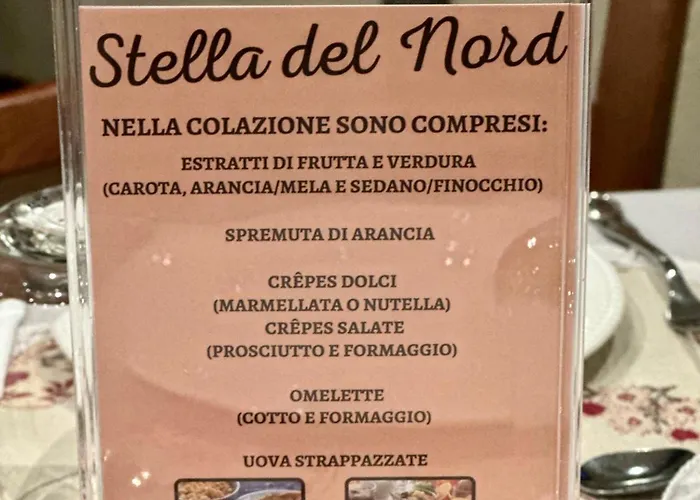 Stella del Nord
NELLA COLAZIONE SONO COMPRESI:
ESTRATTI DI FRUTTA E VERDURA
(CAROTA, ARANCIA/MELA E SEDANO/FINOCCHIO)
SPREMUTA DI ARANCIA
CRÊPES DOLCI
(MARMELLATA O NUTELLA)
CRÊPES SALATE
(PROSCIUTTO E FORMAGGIO)
OMELETTE
(COTTO E FORMAGGIO)
UOVA STRAPPAZZATE